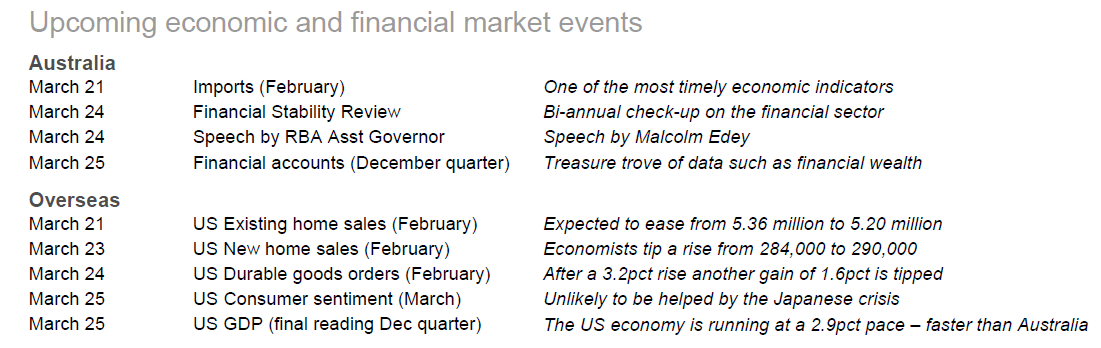 Upcoming economic and financial market events
Australia
March 21 Imports (February) One of the most timely economic indicators
March 24 Financial Stability Review Bi-annual check-up on the financial sector
March 24 Speech by RBA Asst Governor Speech by Malcolm Edey
March 25 Financial accounts (December quarter) Treasure trove of data such as financial wealth
Overseas
March 21 US Existing home sales (February) Expected to ease from 5.36 million to 5.20 million
March 23 US New home sales (February) Economists tip a rise from 284,000 to 290,000
March 24 US Durable goods orders (February) After a 3.2pct rise another gain of 1.6pct is tipped
March 25 US Consumer sentiment (March) Unlikely to be helped by the Japanese crisis
March 25 US GDP (final reading Dec quarter) The US economy is running at a 2.9pct pace – faster than Australia